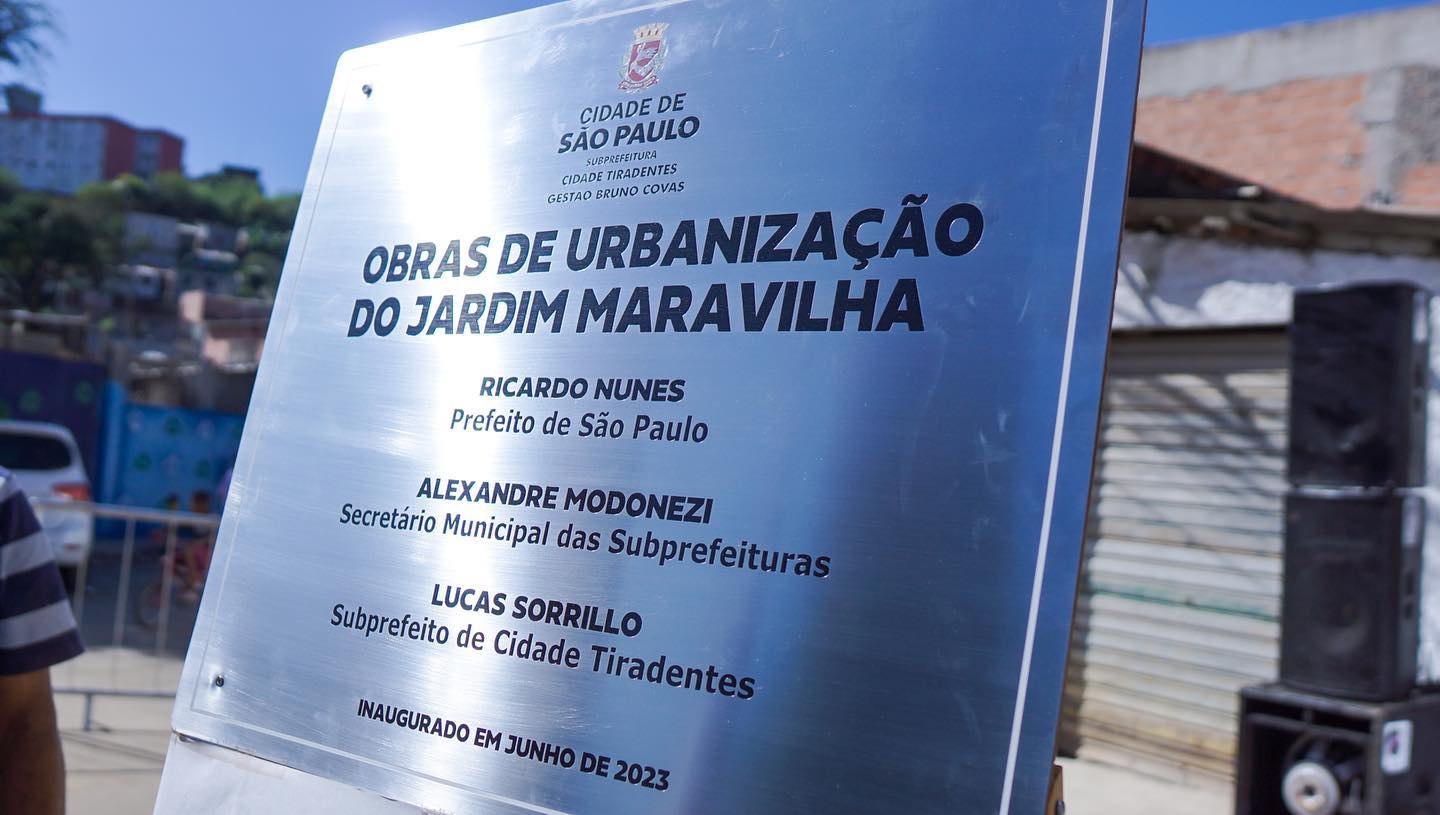 CIDADE DE
SÃO PAULO
SUBPREFEITURA
CIDADE TIRADENTES
GESTAO BRUNO COVAS
OBRAS DE URBANIZAÇÃO
DO JARDIM MARAVILHA
RICARDO NUNES
Prefeito de São Paulo
ALEXANDRE MODONEZI
Secretário Municipal das Subprefeituras
LUCAS SORRILLO
Subprefeito de Cidade Tiradentes
INAUGURADO EM JUNHO DE 2023